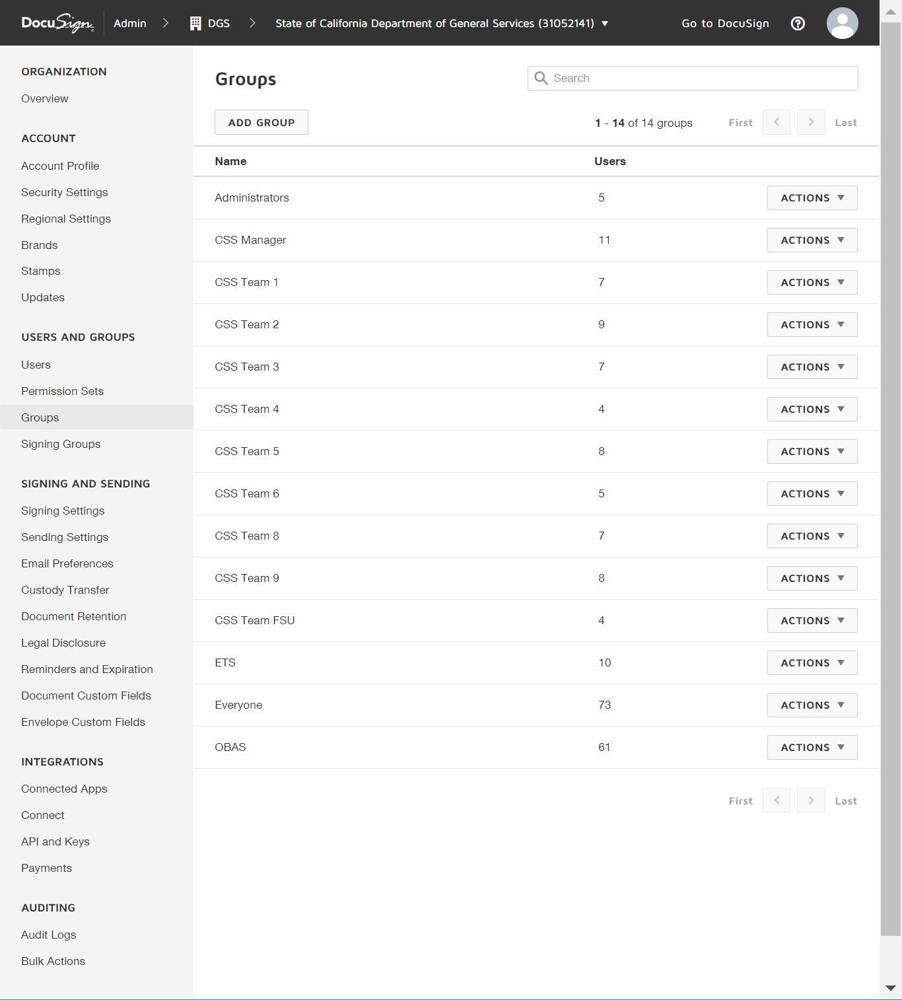 DocuSign Admin DGS State of California Department of General Services (31052141) Go to DocuSign
ORGANIZATION
Overview
ACCOUNT
Account Profile
Security Settings
Regional Settings
Brands
Stamps
Updates
USERS AND GROUPS
Users
Permission Sets
Groups
Signing Groups
SIGNING AND SENDING
Signing Settings
Sending Settings
Email Preferences
Custody Transfer
Document Retention
Legal Disclosure
Reminders and Expiration
Document Custom Fields
Envelope Custom Fields
INTEGRATIONS
Connected Apps
Connect
API and Keys
Payments
AUDITING
Audit Logs
Bulk Actions
Groups
Search
ADD GROUP 1 - 14 of 14 groups First Last
Name Users
Administrators 5 ACTIONS
CSS Manager 11 ACTIONS
CSS Team 1 7 ACTIONS
CSS Team 2 9 ACTIONS
CSS Team 3 7 ACTIONS
CSS Team 4 4 ACTIONS
CSS Team 5 8 ACTIONS
CSS Team 6 5 ACTIONS
CSS Team 8 7 ACTIONS
CSS Team 9 8 ACTIONS
CSS Team FSU 4 ACTIONS
ETS 10 ACTIONS
Everyone 73 ACTIONS
OBAS 61 ACTIONS
First Last